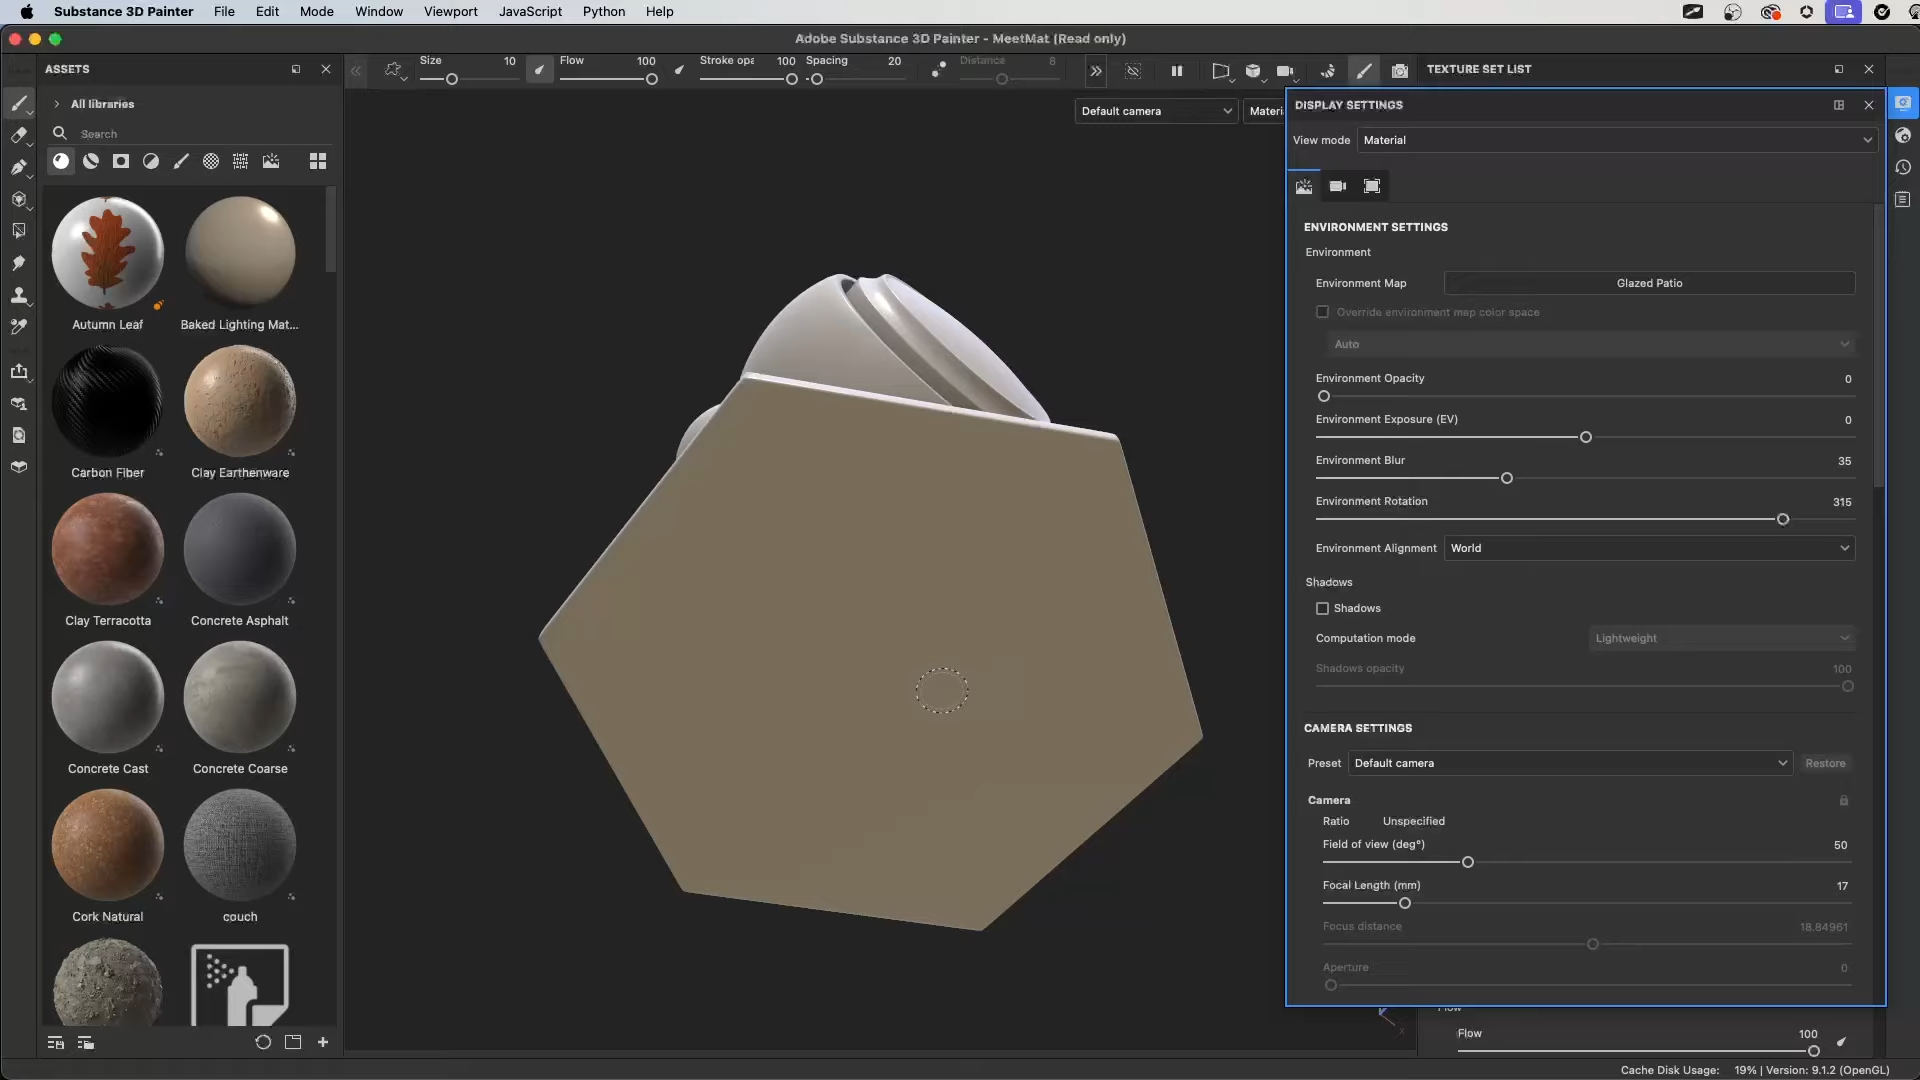 Substance 3D Painter File Edit Mode Window Viewport JavaScript Python Help
Adobe Substance 3D Painter - MeetMat (Read only)
ASSETS
Size 10
Flow 100
Stroke opa 100
Spacing 20
Distance 8
TEXTURE SET LIST
All libraries
Search
Default camera
Materi
DISPLAY SETTINGS
View mode Material
ENVIRONMENT SETTINGS
Environment
Environment Map Glazed Patio
Override environment map color space
Auto
Environment Opacity 0
Environment Exposure (EV) 0
Environment Blur 35
Environment Rotation 315
Environment Alignment World
Shadows
Shadows
Computation mode Lightweight
Shadows opacity 100
CAMERA SETTINGS
Preset Default camera Restore
Camera
Ratio Unspecified
Field of view (deg°) 50
Focal Length (mm) 17
Focus distance 18.84961
Aperture 0
Autumn Leaf
Baked Lighting Mat...
Carbon Fiber
Clay Earthenware
Clay Terracotta
Concrete Asphalt
Concrete Cast
Concrete Coarse
Cork Natural
couch
Flow
Flow 100
Cache Disk Usage: 19% | Version: 9.1.2 (OpenGL)